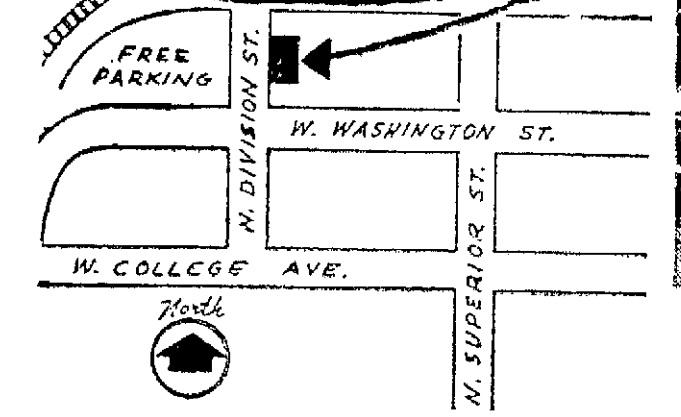 FREE
PARKING
N. DIVISION ST.
W. WASHINGTON ST.
N. SUPERIOR ST.
W. COLLEGE AVE.
North